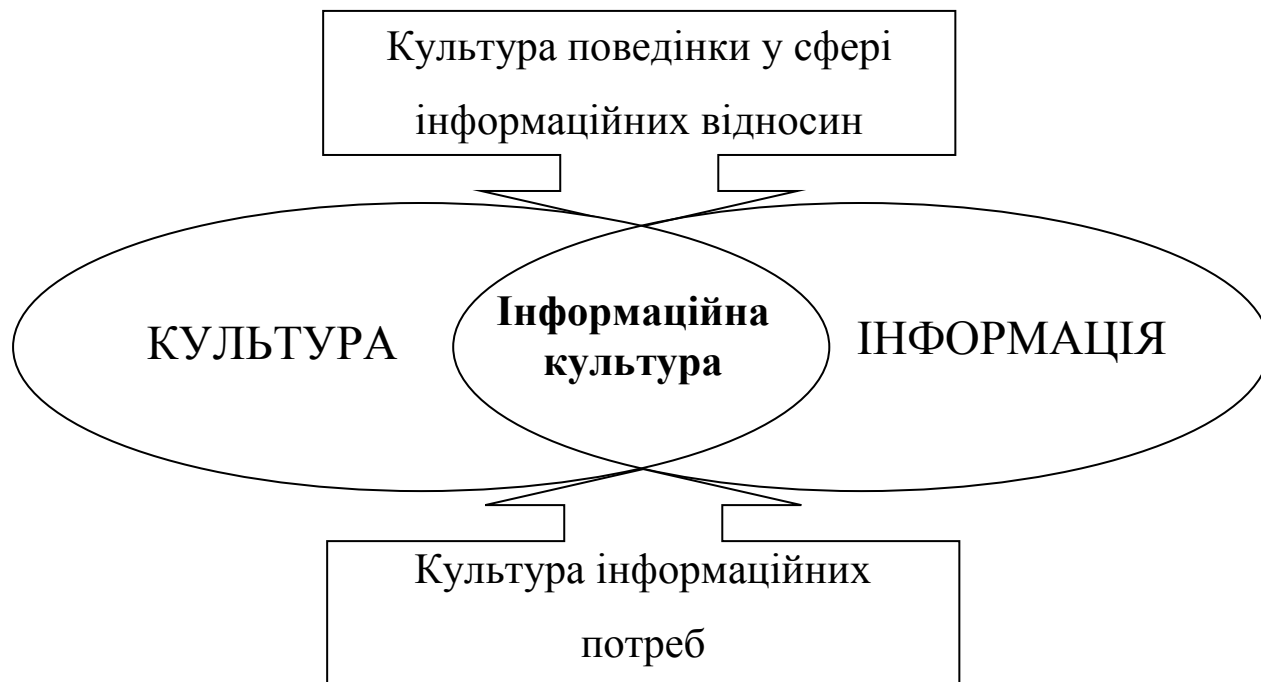 Культура поведінки у сфері
інформаційних відносин
КУЛЬТУРА
Інформаційна
культура
ІНФОРМАЦІЯ
Культура інформаційних
потреб